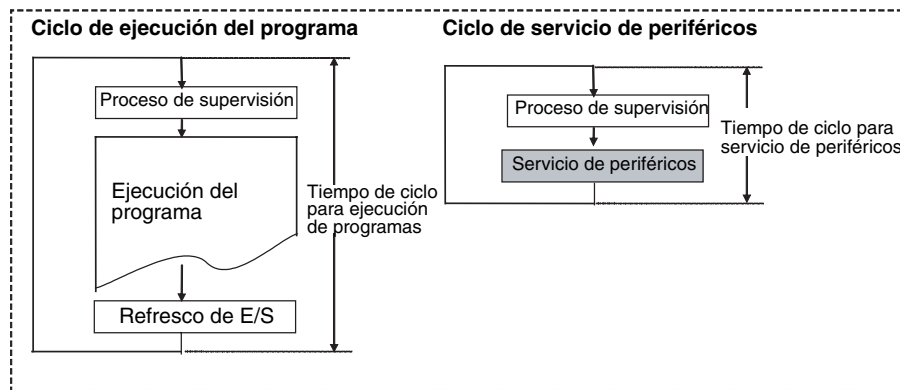 Ciclo de ejecución del programa
Proceso de supervisión
Ejecución del
programa
Tiempo de ciclo
para ejecución
de programas
Refresco de E/S
Ciclo de servicio de periféricos
Proceso de supervisión
Servicio de periféricos
Tiempo de ciclo para
servicio de periféricos